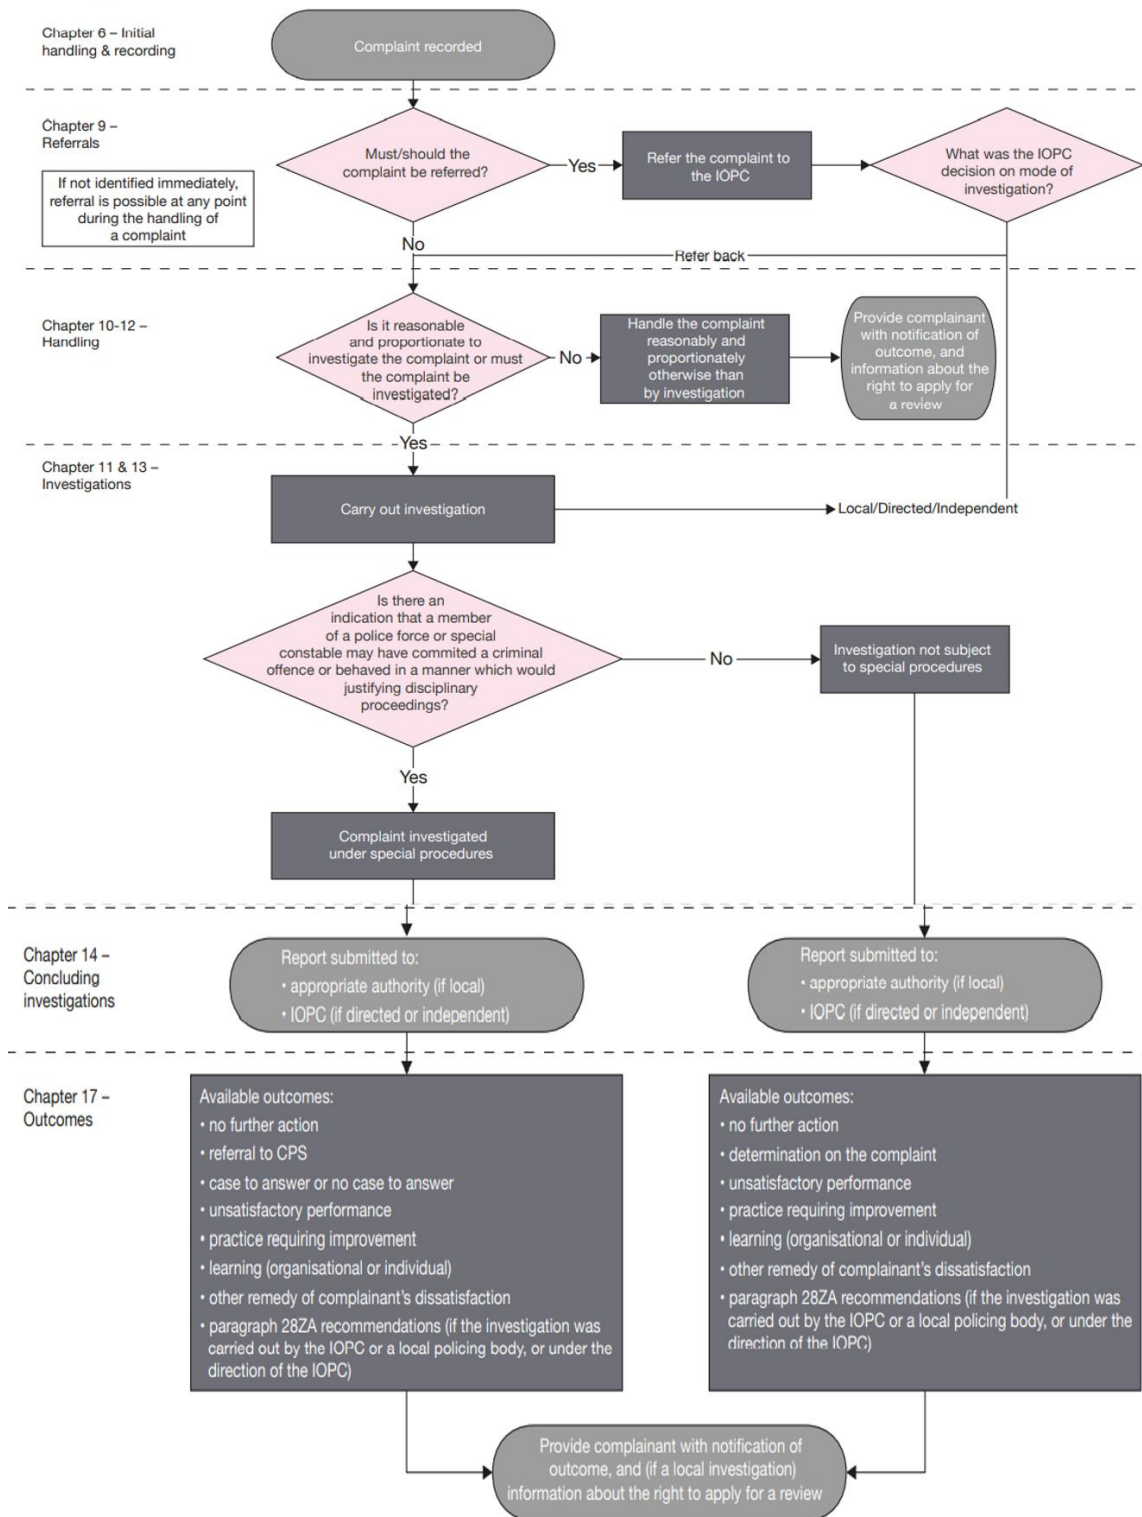 Chapter 6 – Initial
handling & recording
Complaint recorded
Chapter 9 –
Referrals
If not identified immediately,
referral is possible at any point
during the handling of
a complaint
Must/should the
complaint be referred?
Yes
Refer the complaint to
the IOPC
What was the IOPC
decision on mode of
investigation?
No
Refer back
Chapter 10-12 –
Handling
Is it reasonable
and proportionate to
investigate the complaint or must
the complaint be
investigated?
No
Handle the complaint
reasonably and
proportionately
otherwise than
by investigation
Provide complainant
with notification of
outcome, and
information about the
right to apply for
a review
Yes
Chapter 11 & 13 –
Investigations
Carry out investigation
Local/Directed/Independent
Is there an
indication that a member
of a police force or special
constable may have commited a criminal
offence or behaved in a manner which would
justifying disciplinary
proceedings?
No
Investigation not subject
to special procedures
Yes
Complaint investigated
under special procedures
Chapter 14 –
Concluding
investigations
Report submitted to:
• appropriate authority (if local)
• IOPC (if directed or independent)
Report submitted to:
• appropriate authority (if local)
• IOPC (if directed or independent)
Chapter 17 –
Outcomes
Available outcomes:
• no further action
• referral to CPS
• case to answer or no case to answer
• unsatisfactory performance
• practice requiring improvement
• learning (organisational or individual)
• other remedy of complainant's dissatisfaction
• paragraph 28ZA recommendations (if the investigation was
carried out by the IOPC or a local policing body, or under the
direction of the IOPC)
Available outcomes:
• no further action
• determination on the complaint
• unsatisfactory performance
• practice requiring improvement
• learning (organisational or individual)
• other remedy of complainant's dissatisfaction
• paragraph 28ZA recommendations (if the investigation was
carried out by the IOPC or a local policing body, or under the
direction of the IOPC)
Provide complainant with notification of
outcome, and (if a local investigation)
information about the right to apply for a review